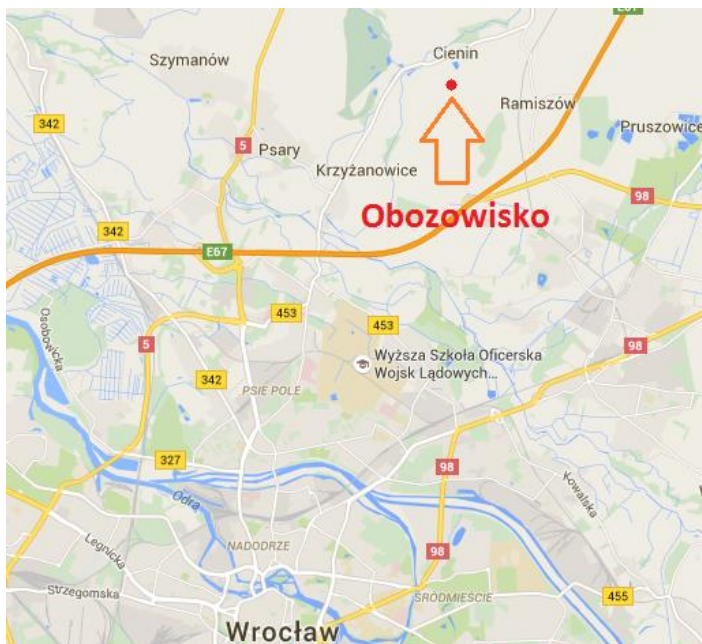 E67
Cienin
Szymanów
Ramiszów
342
Pruszowice
5
Psary
Krzyżanowice
98
Obozowisko
342
E67
Osobowicka
453
453
5
98
Wyższa Szkoła Oficerska
Wojsk Lądowych...
342
PSIE POLE
327
98
Odra
Kowalska
NADODRZE
98
Legnicka
Strzegomska
ŚRÓDMIEŚCIE
455
Wrocław